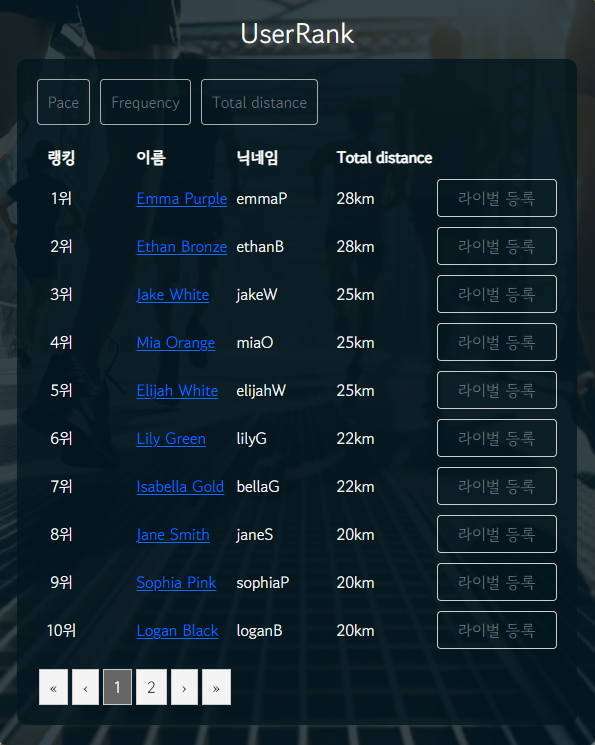 UserRank
Pace Frequency Total distance
랭킹 이름 닉네임 Total distance
1위 Emma Purple emmaP 28km 라이벌 등록
2위 Ethan Bronze ethanB 28km 라이벌 등록
3위 Jake White jakeW 25km 라이벌 등록
4위 Mia Orange miaO 25km 라이벌 등록
5위 Elijah White elijahW 25km 라이벌 등록
6위 Lily Green lilyG 22km 라이벌 등록
7위 Isabella Gold bellaG 22km 라이벌 등록
8위 Jane Smith janeS 20km 라이벌 등록
9위 Sophia Pink sophiaP 20km 라이벌 등록
10위 Logan Black loganB 20km 라이벌 등록
« ‹ 1 2 › »